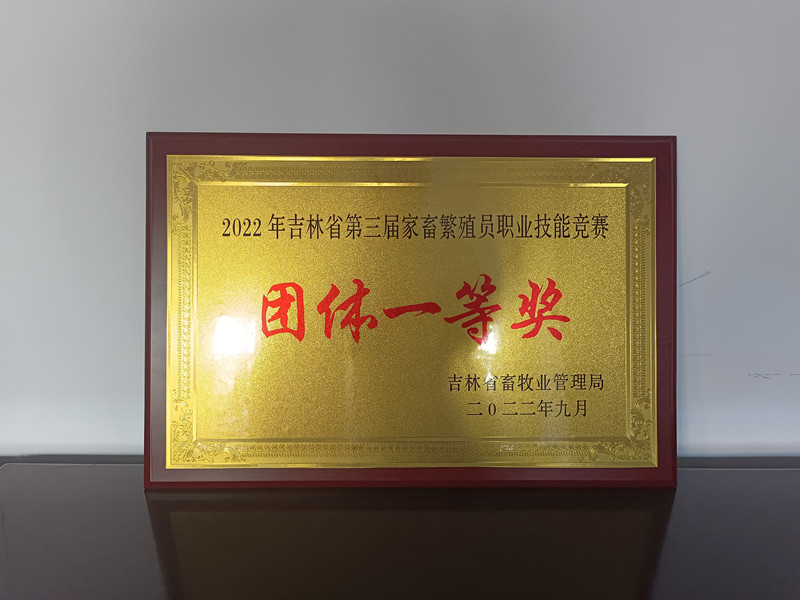 2022年吉林省第三届家畜繁殖员职业技能竞赛
团体一等奖
吉林省畜牧业管理局
二0二二年九月